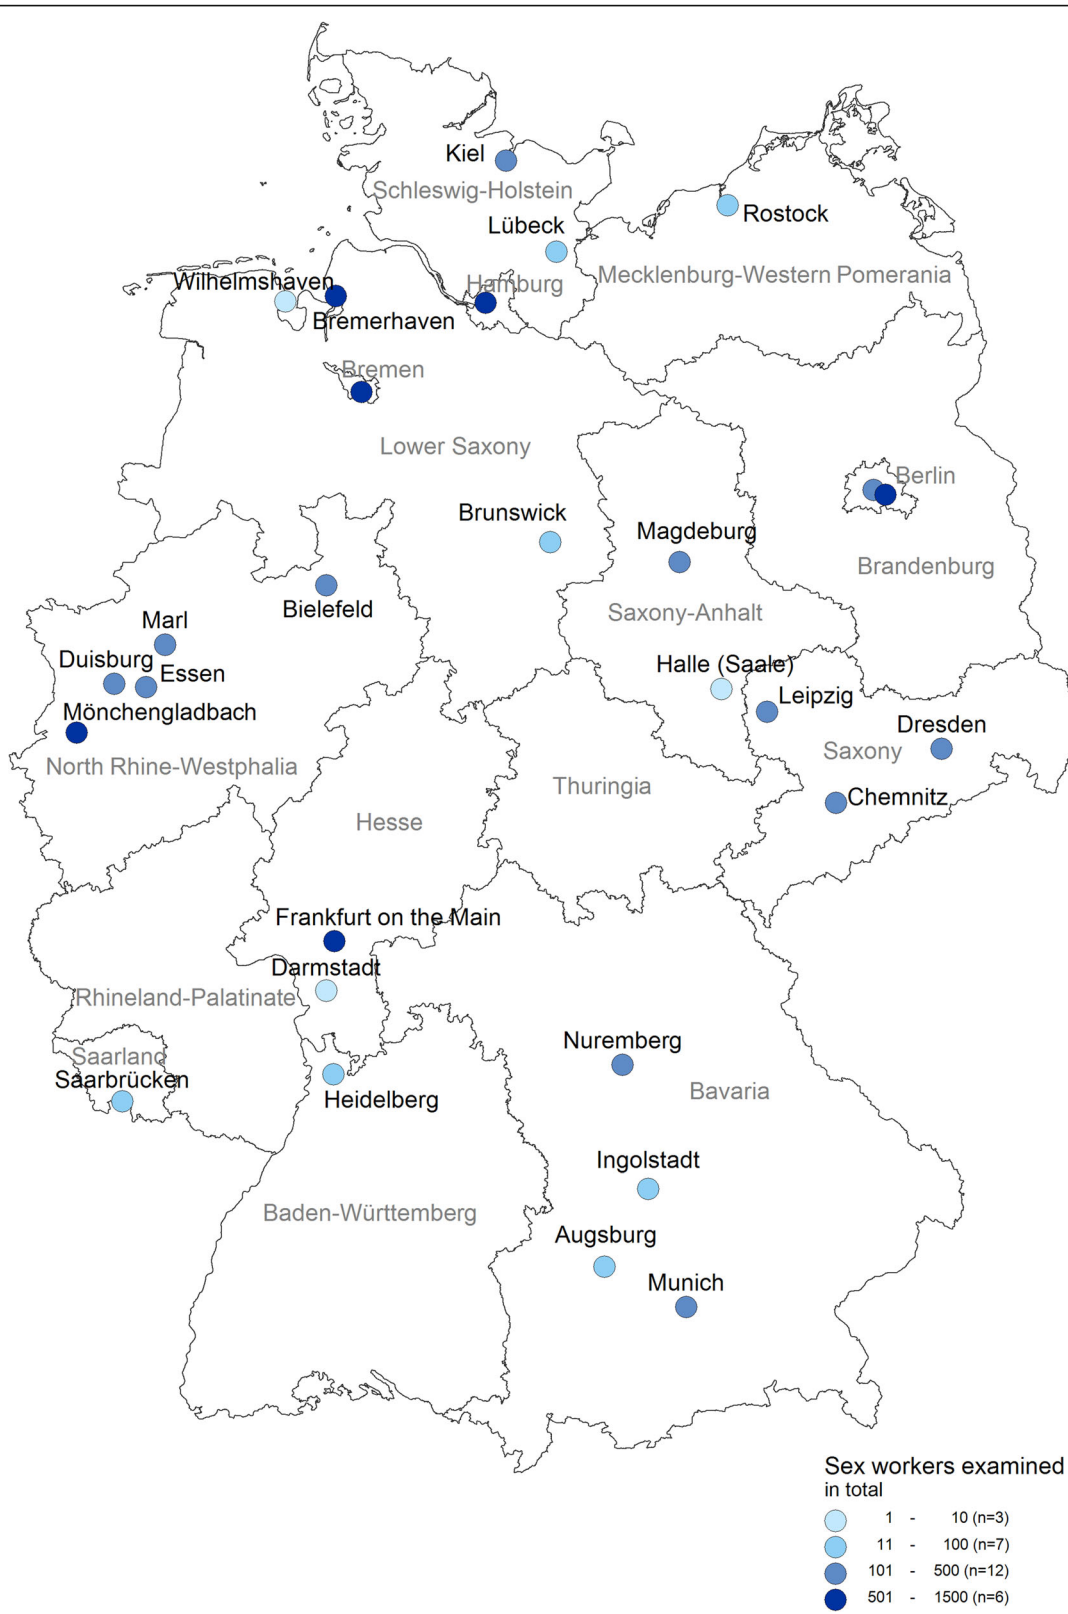 Kiel
Schleswig-Holstein
Rostock
Lübeck
Mecklenburg-Western Pomerania
Wilhelmshaven
Hamburg
Bremerhaven
Bremen
Lower Saxony
Berlin
Brunswick
Magdeburg
Brandenburg
Bielefeld
Saxony-Anhalt
Marl
Duisburg
Essen
Halle (Saale)
Leipzig
Mönchengladbach
Dresden
Saxony
North Rhine-Westphalia
Thuringia
Chemnitz
Hesse
Frankfurt on the Main
Darmstadt
Rhineland-Palatinate
Nuremberg
Saarland
Saarbrücken
Bavaria
Heidelberg
Ingolstadt
Baden-Württemberg
Augsburg
Munich
Sex workers examined
in total
1 - 10 (n=3)
11 - 100 (n=7)
101 - 500 (n=12)
501 - 1500 (n=6)